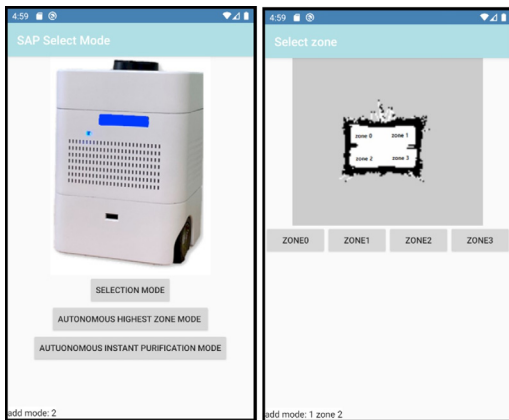 4:59
SAP Select Mode
SELECTION MODE
AUTONOMOUS HIGHEST ZONE MODE
AUTUONOMOUS INSTANT PURIFICATION MODE
add mode: 2
4:59
Select zone
zone 0 zone 1
zone 2 zone 3
ZONE0 ZONE1 ZONE2 ZONE3
add mode: 1 zone 2